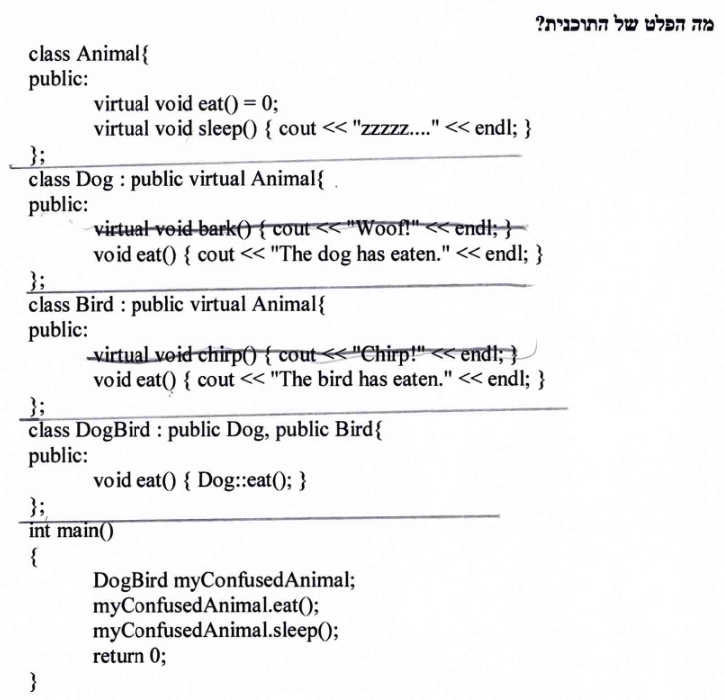 מה הפלט של התוכנית?
class Animal{
public:
virtual void eat() = 0;
virtual void sleep() { cout << "zzzzz...." << endl; }
};
class Dog : public virtual Animal{
public:
virtual void bark() { cout << "Woof!" << endl; }
void eat() { cout << "The dog has eaten." << endl; }
};
class Bird : public virtual Animal{
public:
virtual void chirp() { cout << "Chirp!" << endl; }
void eat() { cout << "The bird has eaten." << endl; }
};
class DogBird : public Dog, public Bird{
public:
void eat() { Dog::eat(); }
};
int main()
{
DogBird myConfusedAnimal;
myConfusedAnimal.eat();
myConfusedAnimal.sleep();
return 0;
}